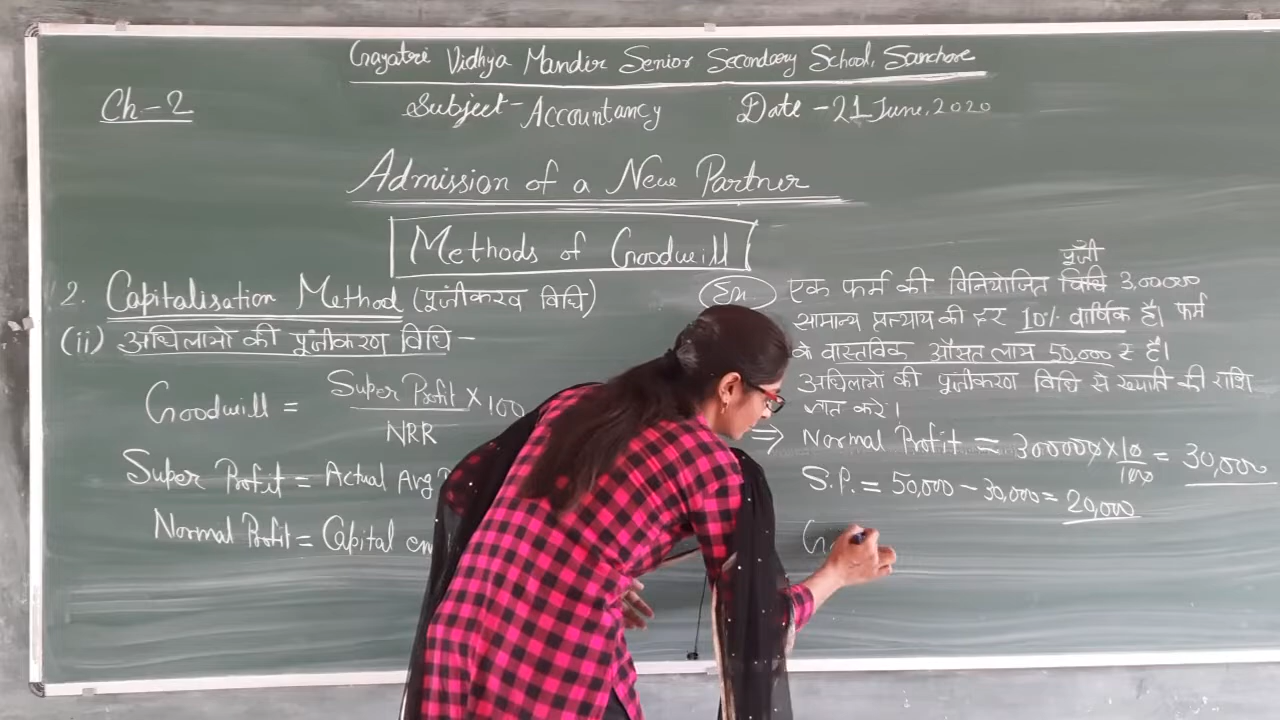 Gayatri Vidhya Mandir Senior Secondary School, Sanchore
Ch-2
Subject-Accountancy
Date -21 June, 2020
Admission of a New Partner
Methods of Goodwill
2. Capitalisation Method (पूंजीकरण विधि)
(ii) अधिलाभो की पूंजीकरण विधि -
Goodwill = Super Profit × 100
NRR
Super Profit = Actual Avg
Normal Profit = Capital em
पूँजी
Ex एक फर्म की विनियोजित विधि 3,00000
सामान्य प्रत्याय की दर 10% वार्षिक है। फर्म
के वास्तविक औसत लाभ 50,000 ₹ है।
अधिलाभों की पूंजीकरण विधि से ख्याति की राशि
ज्ञात करे।
⇒ Normal Profit = 300000 × 10/100 = 30,000
S.P. = 50,000 - 30,000 = 20,000
G